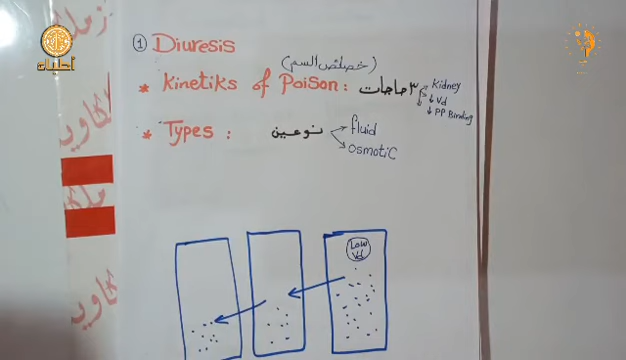 أطباء
① Diuresis
(خصائص السم)
* Kinetiks of Poison : ٣ حاجات Kidney
↓ Vd
↓ PP Binding
* Types : نوعين fluid
osmotic
Low Vd